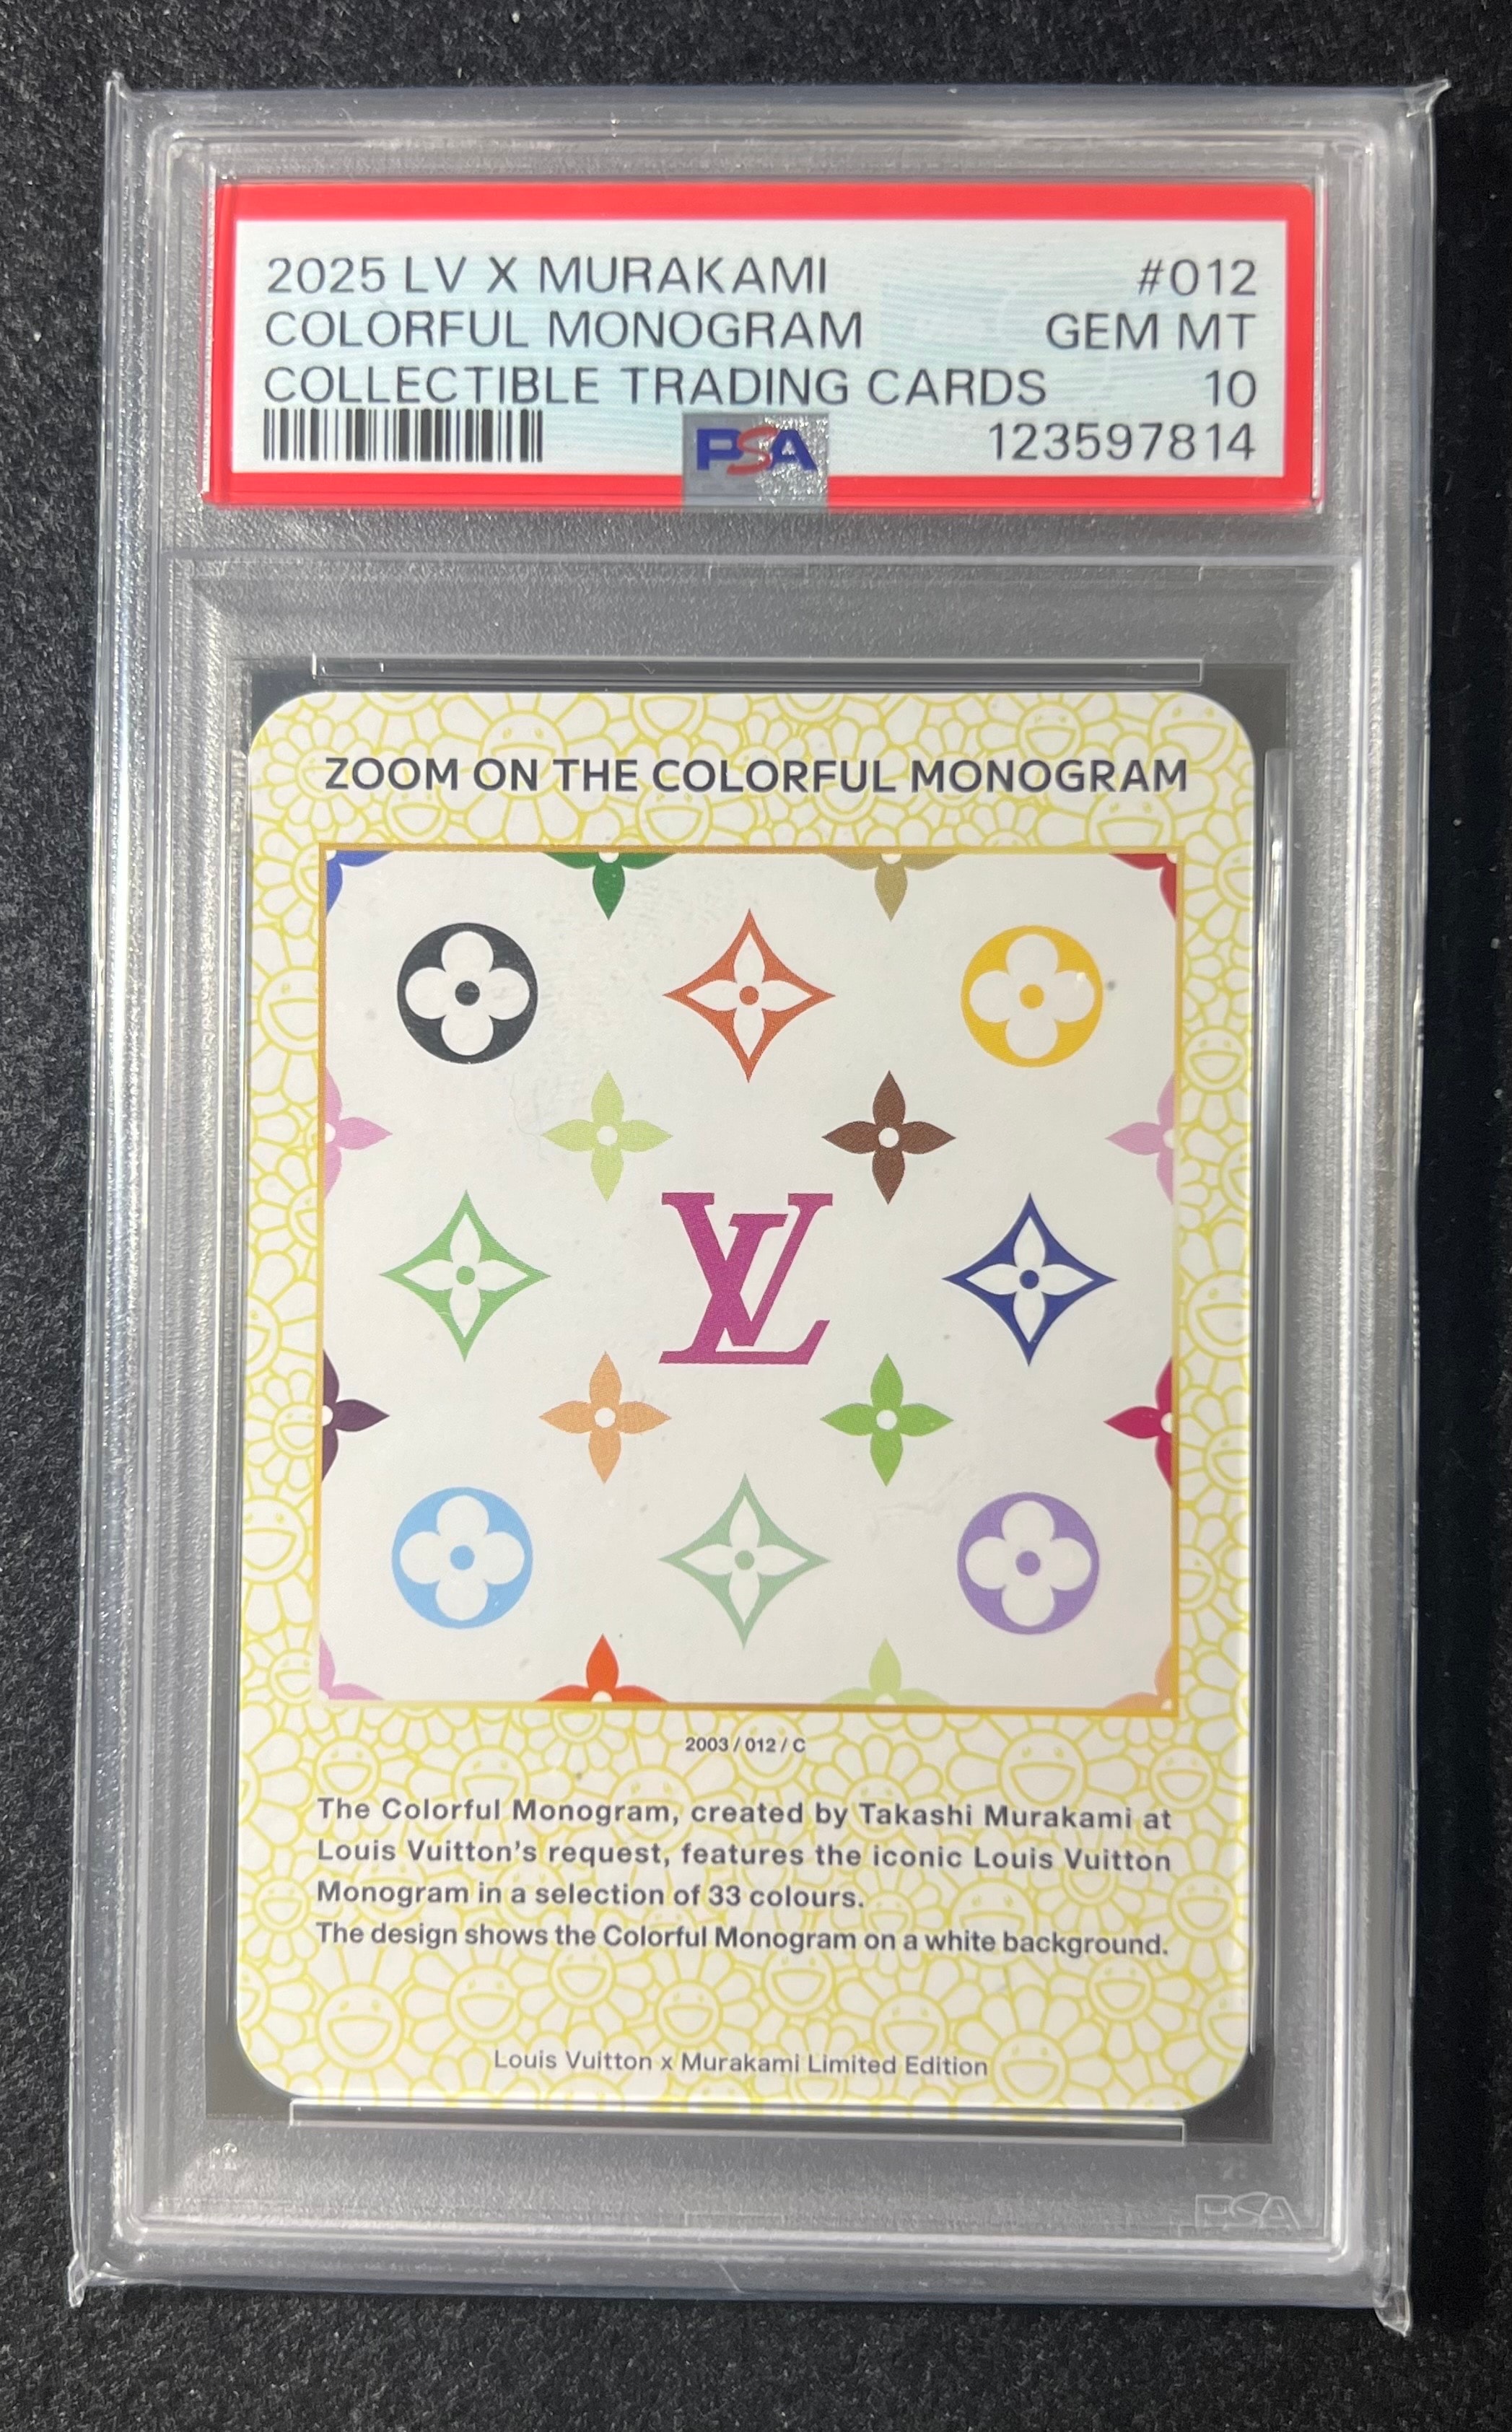 2025 LV X MURAKAMI #012
COLORFUL MONOGRAM GEM MT
COLLECTIBLE TRADING CARDS 10
PSA 123597814
ZOOM ON THE COLORFUL MONOGRAM
LV
2003 / 012 / C
The Colorful Monogram, created by Takashi Murakami at
Louis Vuitton's request, features the iconic Louis Vuitton
Monogram in a selection of 33 colours.
The design shows the Colorful Monogram on a white background.
Louis Vuitton x Murakami Limited Edition
PSA